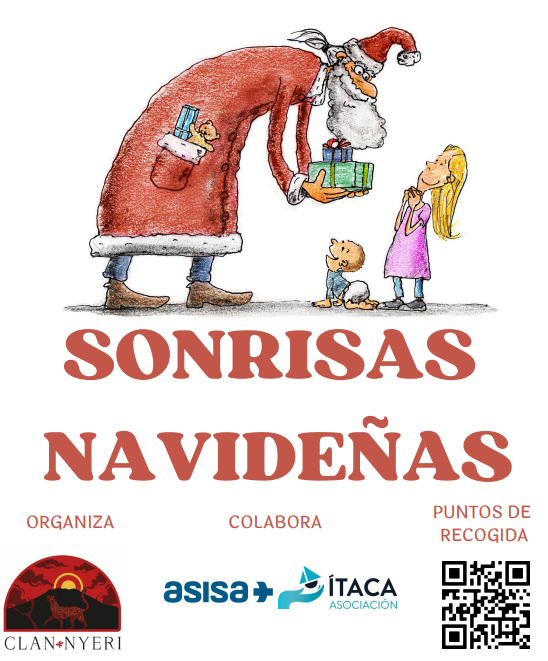 SONRISAS
NAVIDEÑAS
ORGANIZA
COLABORA
PUNTOS DE
RECOGIDA
CLAN NYERI
asisa
ÍTACA
ASOCIACIÓN